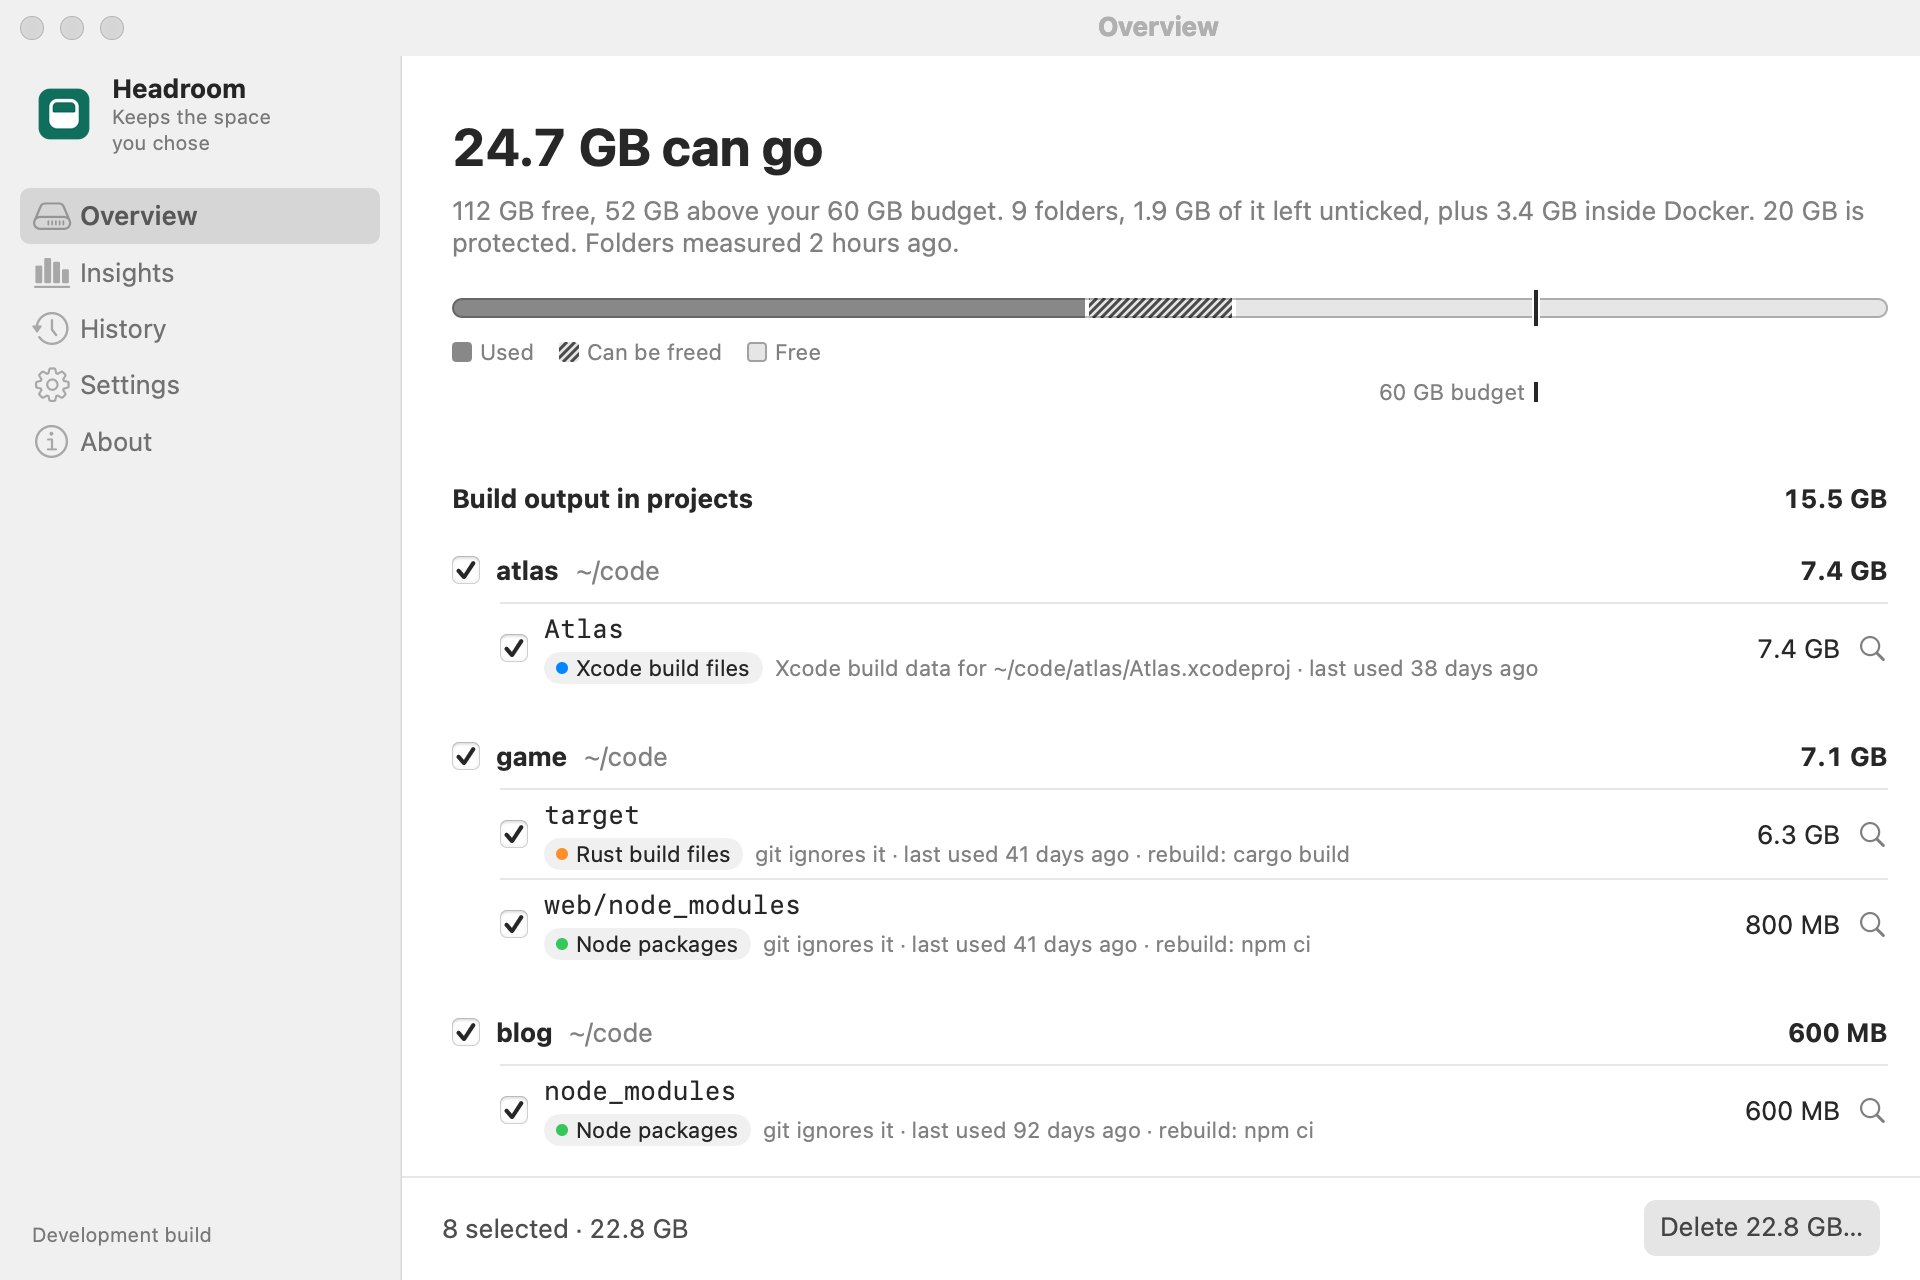 Overview
Headroom
Keeps the space
you chose
Overview
Insights
History
Settings
About
Development build
24.7 GB can go
112 GB free, 52 GB above your 60 GB budget. 9 folders, 1.9 GB of it left unticked, plus 3.4 GB inside Docker. 20 GB is
protected. Folders measured 2 hours ago.
Used Can be freed Free
60 GB budget
Build output in projects 15.5 GB
atlas ~/code 7.4 GB
Atlas
7.4 GB
Xcode build files Xcode build data for ~/code/atlas/Atlas.xcodeproj · last used 38 days ago
game ~/code 7.1 GB
target
6.3 GB
Rust build files git ignores it · last used 41 days ago · rebuild: cargo build
web/node_modules
800 MB
Node packages git ignores it · last used 41 days ago · rebuild: npm ci
blog ~/code 600 MB
node_modules
600 MB
Node packages git ignores it · last used 92 days ago · rebuild: npm ci
8 selected · 22.8 GB
Delete 22.8 GB...